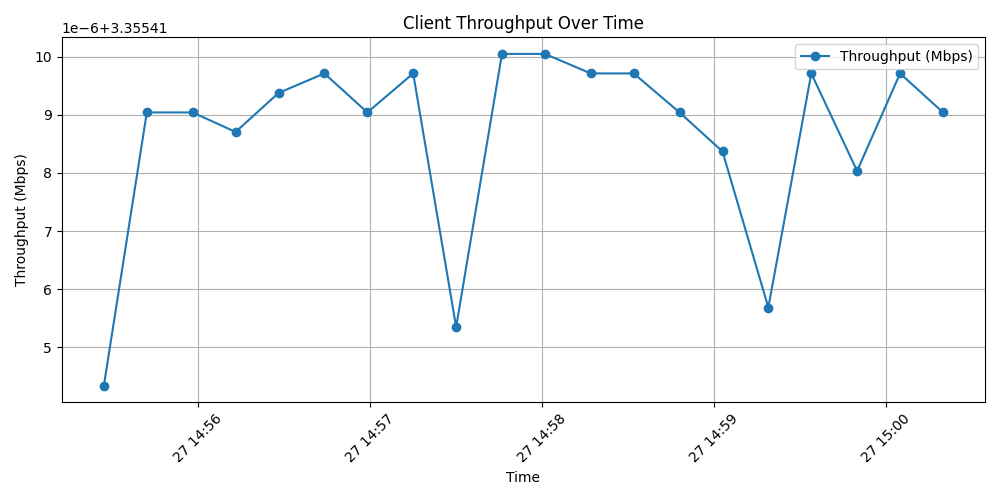 Client Throughput Over Time
1e−6+3.35541
Throughput (Mbps)
10
9
8
7
6
5
Throughput (Mbps)
27 14:56
27 14:57
27 14:58
27 14:59
27 15:00
Time